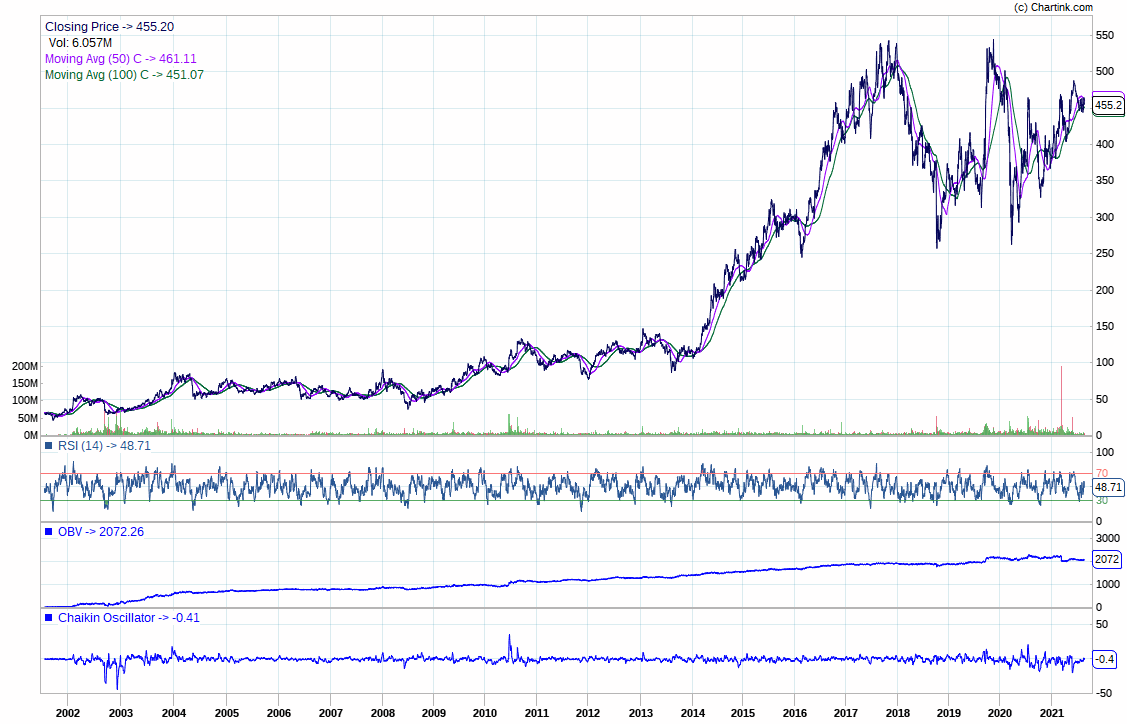 (c) Chartink.com
Closing Price -> 455.20
Vol: 6.057M
Moving Avg (50) C -> 461.11
Moving Avg (100) C -> 451.07
550
500
455.2
400
350
300
250
200
150
100
50
0
200M
150M
100M
50M
0M
RSI (14) -> 48.71
100
70
48.71
30
0
OBV -> 2072.26
3000
2072
1000
0
Chaikin Oscillator -> -0.41
50
-0.4
-50
2002 2003 2004 2005 2006 2007 2008 2009 2010 2011 2012 2013 2014 2015 2016 2017 2018 2019 2020 2021